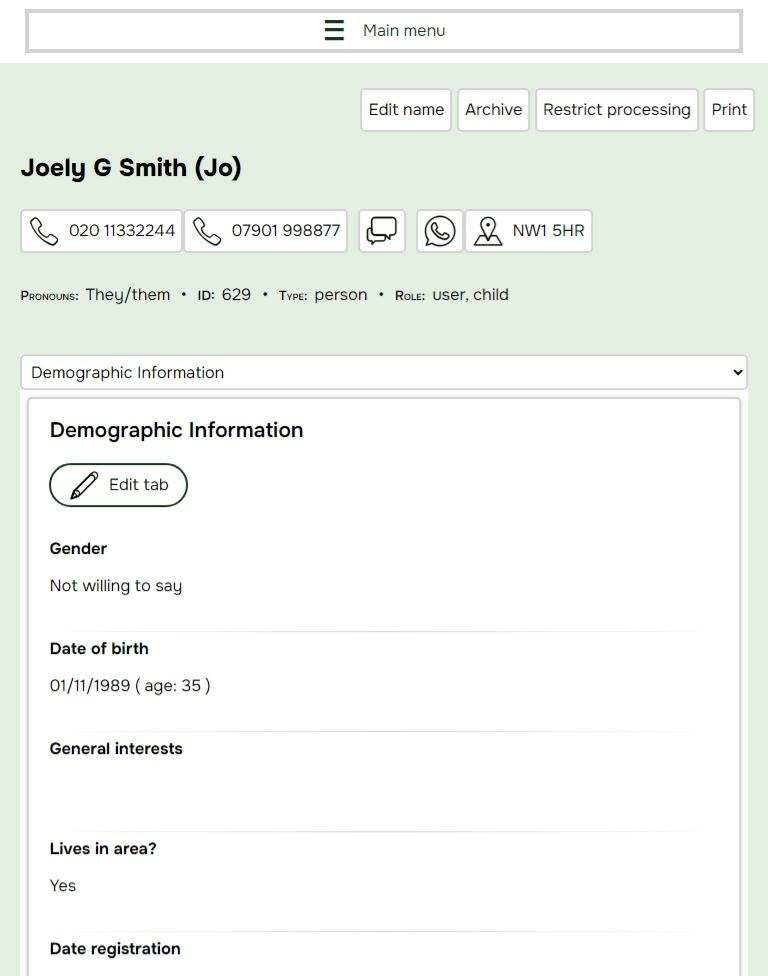 Main menu
Edit name Archive Restrict processing Print
Joely G Smith (Jo)
020 11332244 07901 998877 NW1 5HR
Pronouns: They/them • ID: 629 • Type: person • Role: user, child
Demographic Information
Demographic Information
Edit tab
Gender
Not willing to say
Date of birth
01/11/1989 ( age: 35 )
General interests
Lives in area?
Yes
Date registration